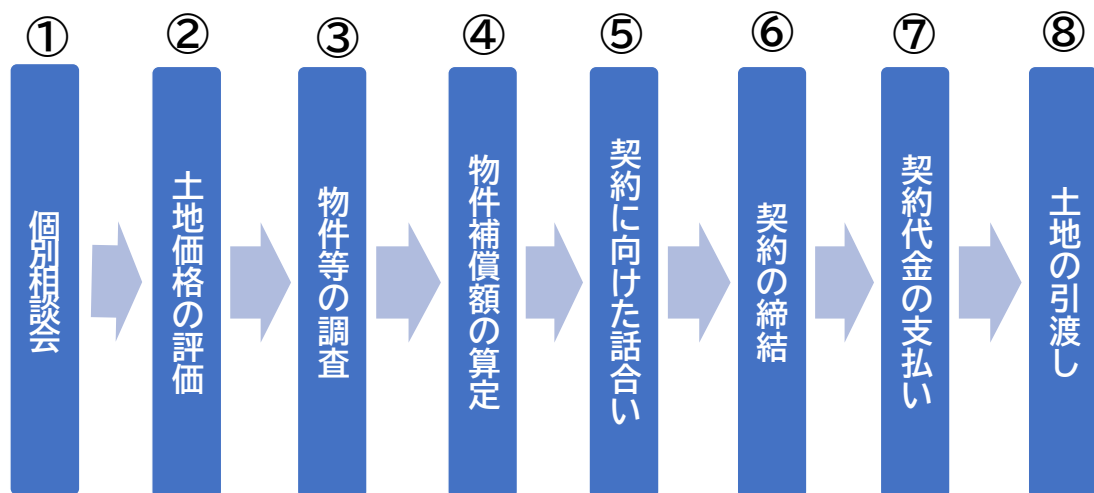 ①
個別相談会
②
土地価格の評価
③
物件等の調査
④
物件補償額の算定
⑤
契約に向けた話合い
⑥
契約の締結
⑦
契約代金の支払い
⑧
土地の引渡し